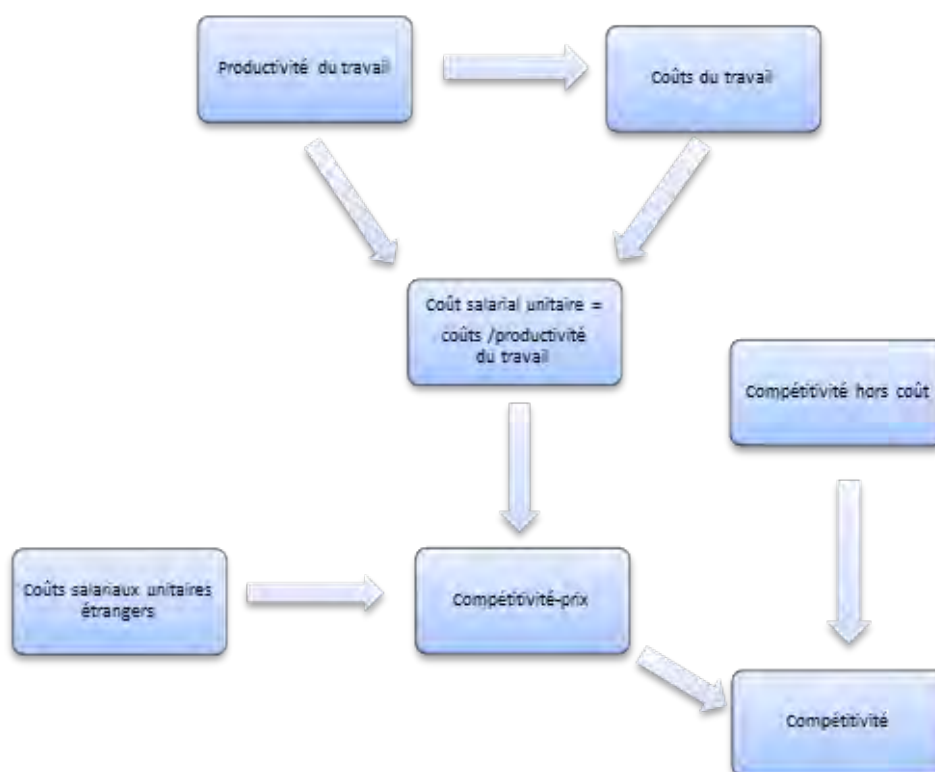 Productivité du travail
Coûts du travail
Coût salarial unitaire =
coûts /productivité
du travail
Compétitivité hors coût
Coûts salariaux unitaires
étrangers
Compétitivité-prix
Compétitivité